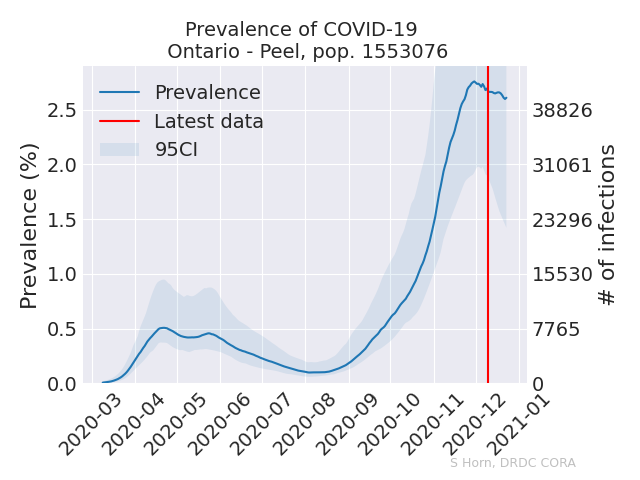 Prevalence of COVID-19
Ontario - Peel, pop. 1553076
Prevalence
Latest data
95CI
Prevalence (%)
2.5
2.0
1.5
1.0
0.5
0.0
38826
31061
23296
15530
7765
0
# of infections
2020-03
2020-04
2020-05
2020-06
2020-07
2020-08
2020-09
2020-10
2020-11
2020-12
2021-01
S Horn, DRDC CORA